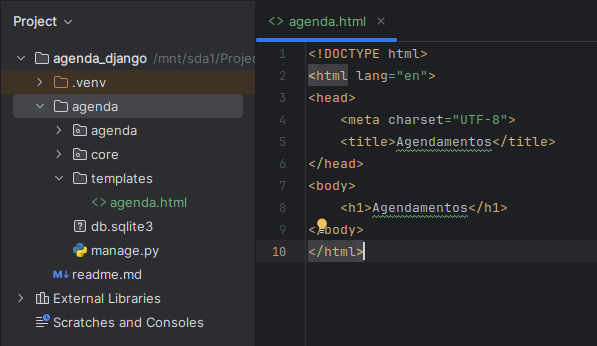 Project
agenda.html
agenda_django /mnt/sda1/Projec
.venv
agenda
agenda
core
templates
agenda.html
db.sqlite3
manage.py
M↓ readme.md
External Libraries
Scratches and Consoles
1 <!DOCTYPE html>
2 <html lang="en">
3 <head>
4 <meta charset="UTF-8">
5 <title>Agendamentos</title>
6 </head>
7 <body>
8 <h1>Agendamentos</h1>
9 </body>
10 </html>